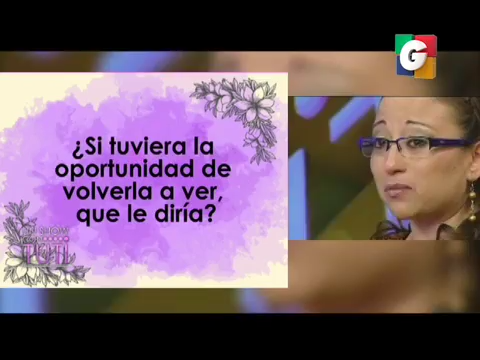 G
¿Si tuviera la
oportunidad de
volverla a ver,
que le diría?